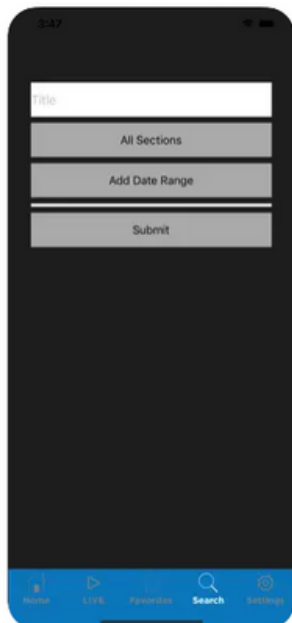 3:47
Title
All Sections
Add Date Range
Submit
Home LIVE Favorites Search Settings